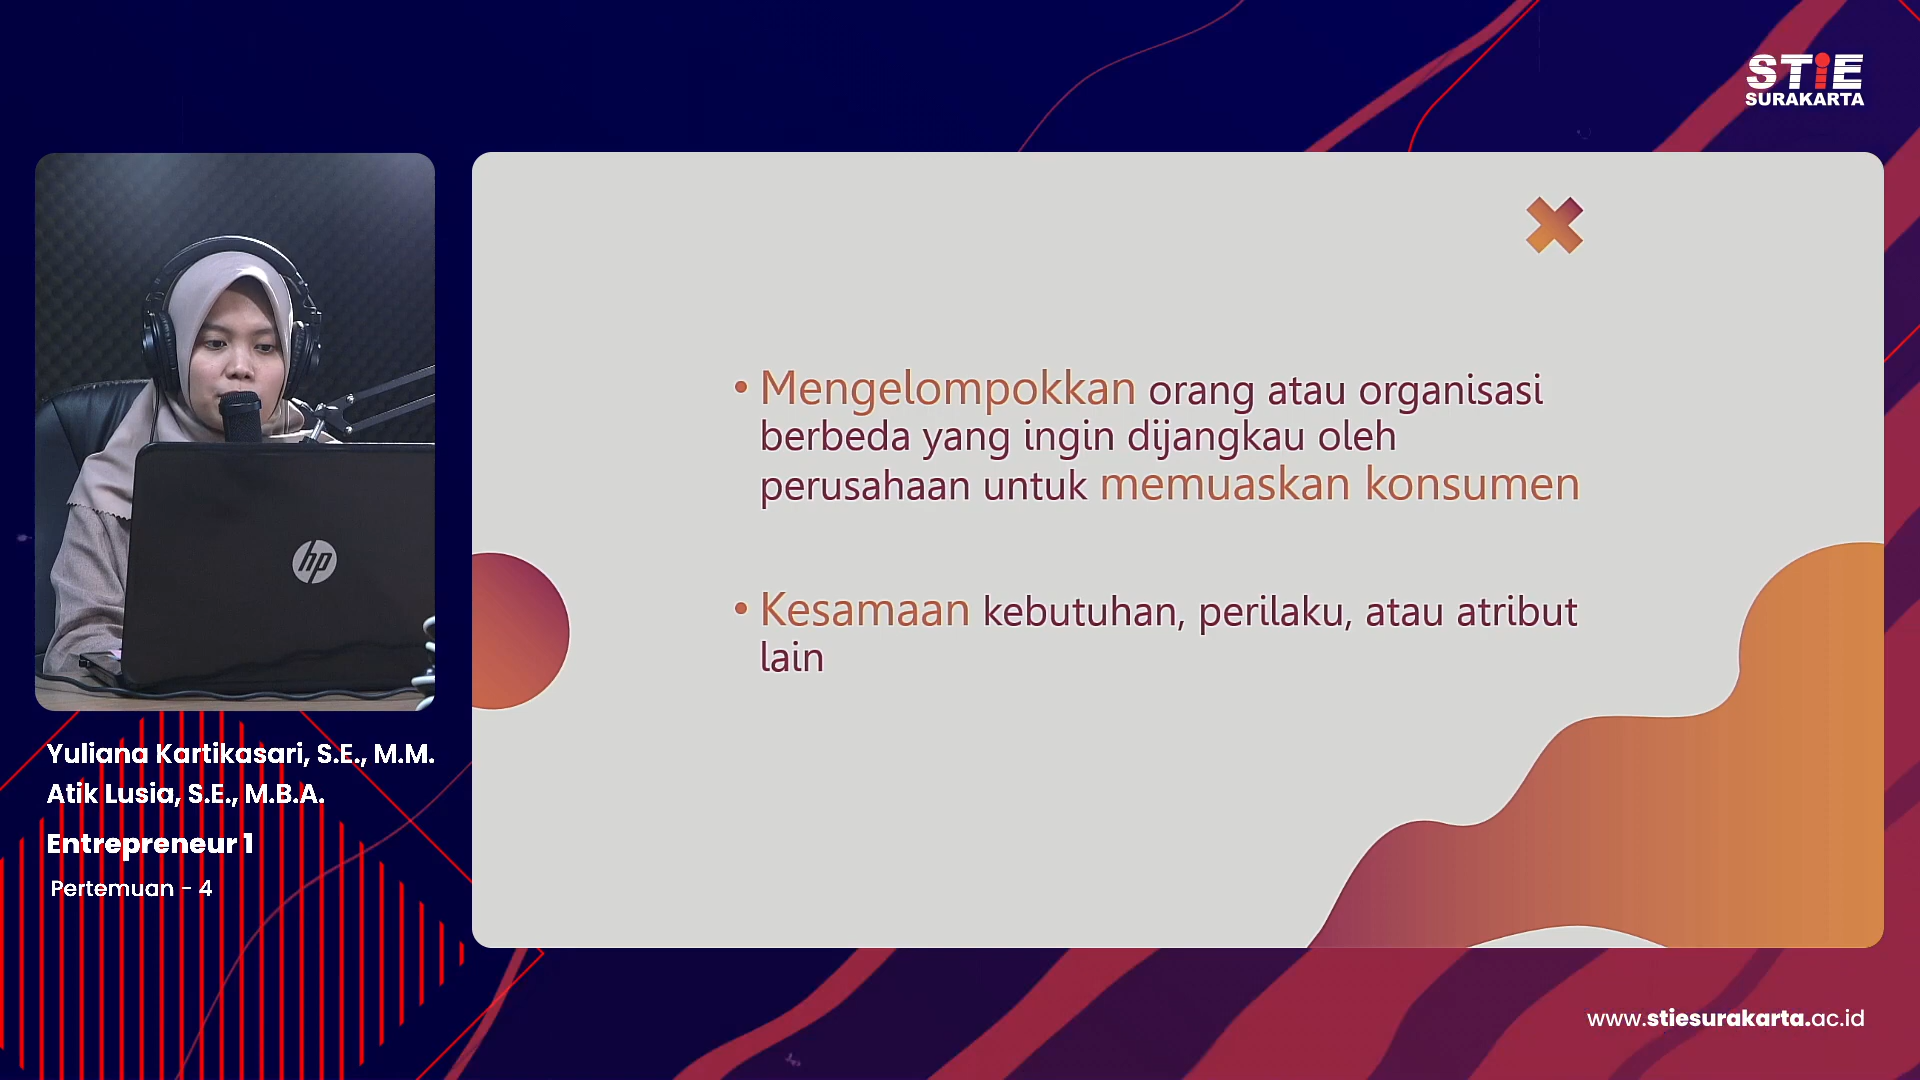 STiE
SURAKARTA
• Mengelompokkan orang atau organisasi
berbeda yang ingin dijangkau oleh
perusahaan untuk memuaskan konsumen
• Kesamaan kebutuhan, perilaku, atau atribut
lain
hp
Yuliana Kartikasari, S.E., M.M.
Atik Lusia, S.E., M.B.A.
Entrepreneur 1
Pertemuan - 4
www.stiesurakarta.ac.id